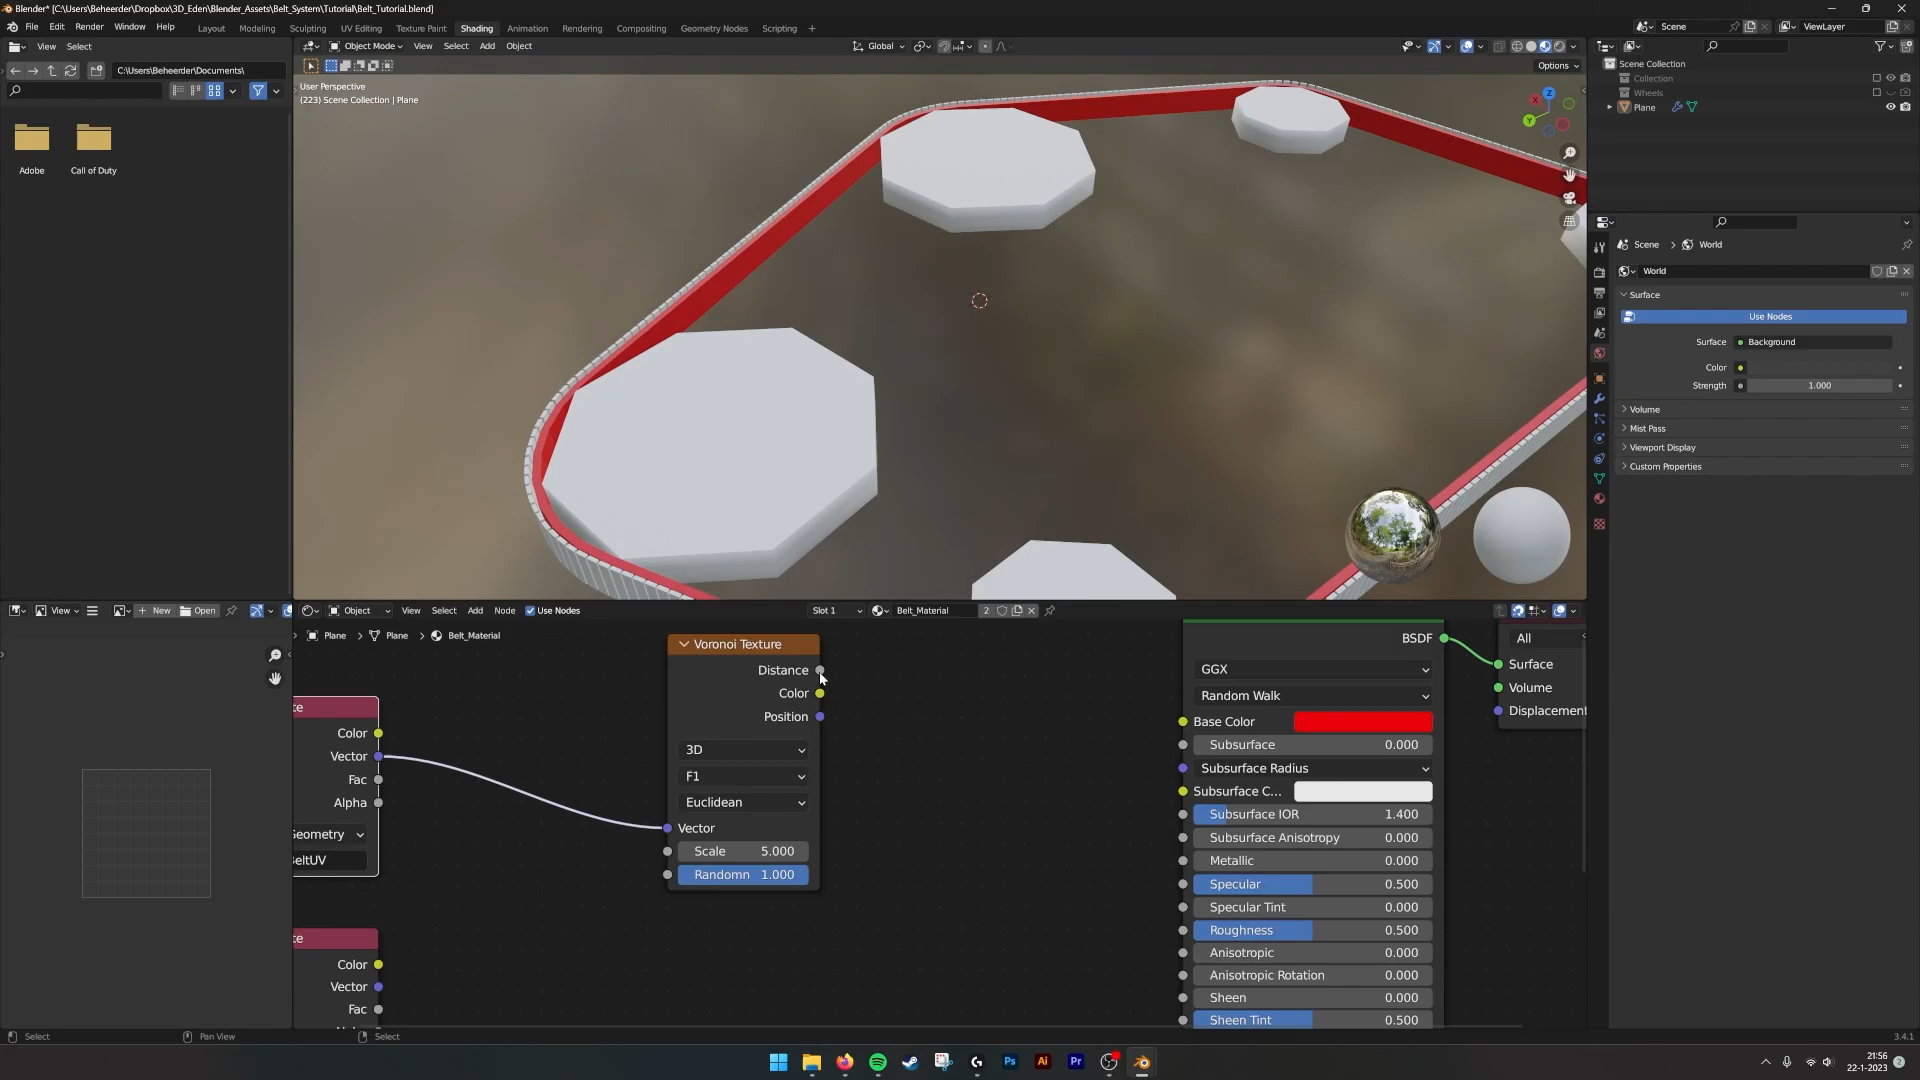 Blender* [C:\Users\Beheerder\Dropbox\3D_Eden\Blender_Assets\Belt_System\Tutorial\Belt_Tutorial.blend]
File Edit Render Window Help Layout Modeling Sculpting UV Editing Texture Paint Shading Animation Rendering Compositing Geometry Nodes Scripting + Scene ViewLayer
View Select Object Mode View Select Add Object Global
C:\Users\Beheerder\Documents\ Options
User Perspective
(223) Scene Collection | Plane
Adobe Call of Duty
X Y Z
Scene Collection
Collection
Wheels
Plane
Scene > World
World
Surface
Use Nodes
Surface Background
Color
Strength 1.000
Volume
Mist Pass
Viewport Display
Custom Properties
View New Open Object View Select Add Node Use Nodes Slot 1 Belt_Material 2
Plane > Plane > Belt_Material
te
Color
Vector
Fac
Alpha
Geometry
BeltUV
te
Color
Vector
Fac
Voronoi Texture
Distance
Color
Position
3D
F1
Euclidean
Vector
Scale 5.000
Randomn 1.000
BSDF
GGX
Random Walk
Base Color
Subsurface 0.000
Subsurface Radius
Subsurface C...
Subsurface IOR 1.400
Subsurface Anisotropy 0.000
Metallic 0.000
Specular 0.500
Specular Tint 0.000
Roughness 0.500
Anisotropic 0.000
Anisotropic Rotation 0.000
Sheen 0.000
Sheen Tint 0.500
All
Surface
Volume
Displacement
Select Pan View Select 3.4.1
Ps Ai Pr
21:56
22-1-2023
2